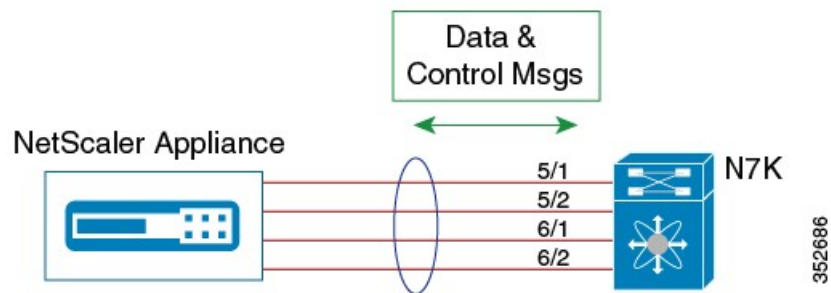 Data &
Control Msgs
NetScaler Appliance
N7K
5/1
5/2
6/1
6/2
352686